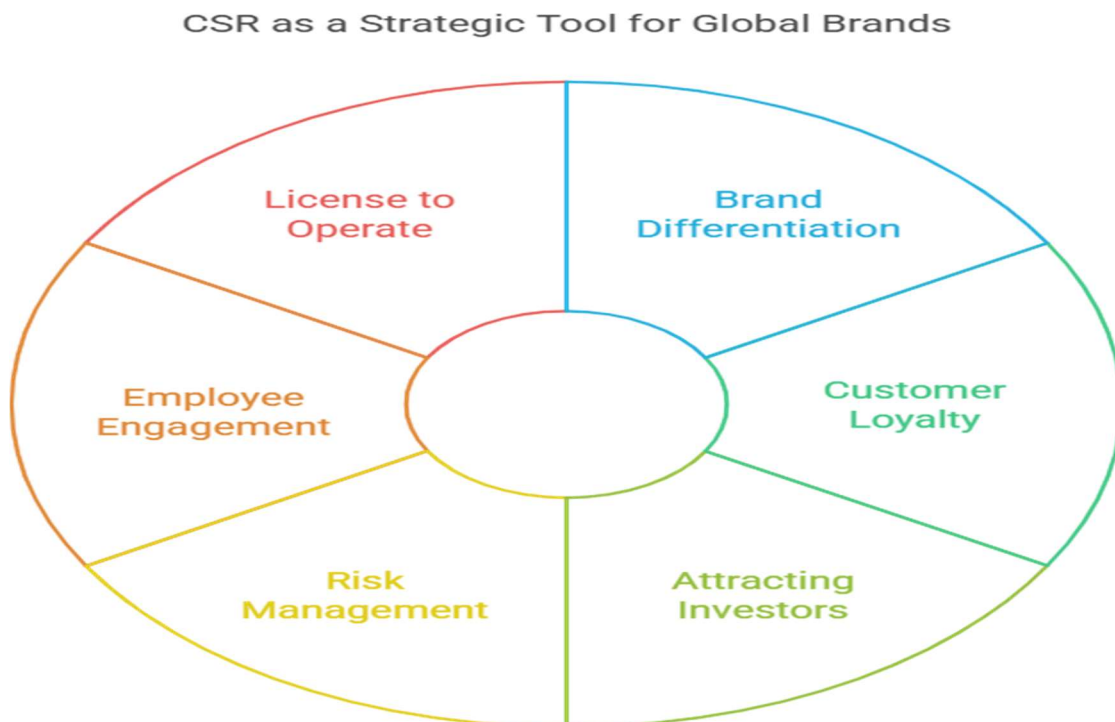 CSR as a Strategic Tool for Global Brands
License to
Operate
Brand
Differentiation
Employee
Engagement
Customer
Loyalty
Risk
Management
Attracting
Investors